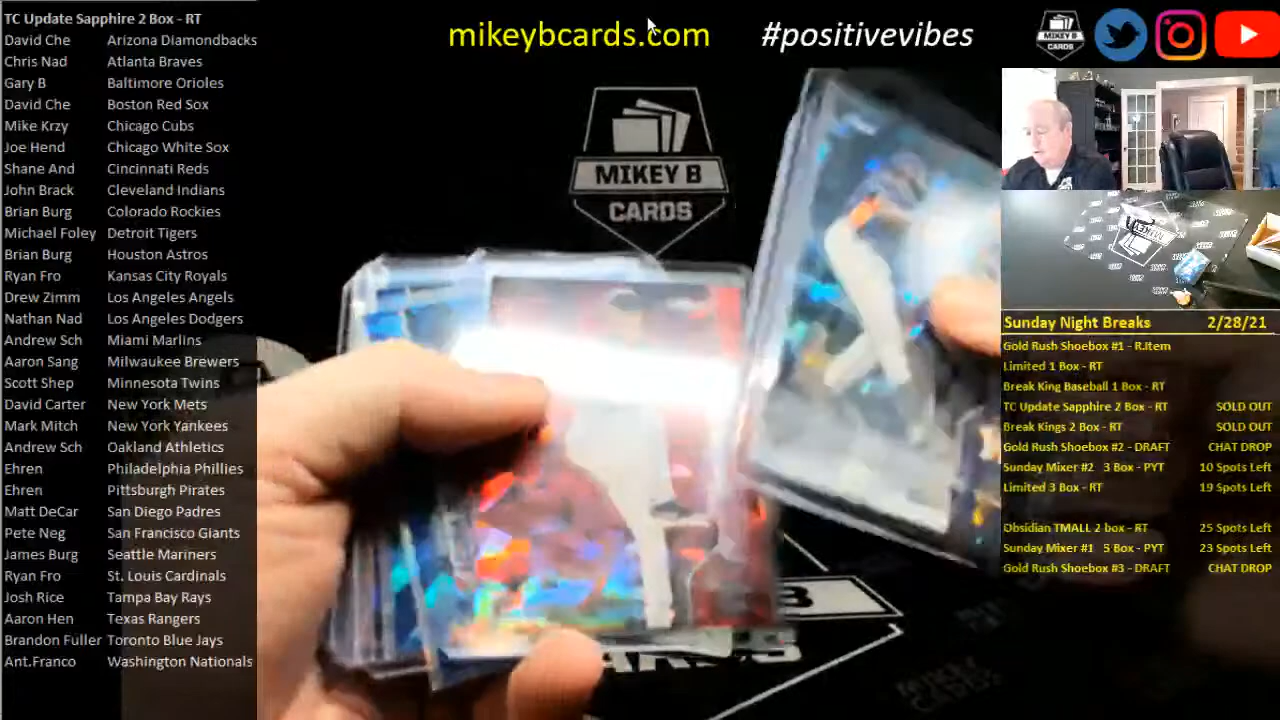 TC Update Sapphire 2 Box - RT
David Che Arizona Diamondbacks
Chris Nad Atlanta Braves
Gary B Baltimore Orioles
David Che Boston Red Sox
Mike Krzy Chicago Cubs
Joe Hend Chicago White Sox
Shane And Cincinnati Reds
John Brack Cleveland Indians
Brian Burg Colorado Rockies
Michael Foley Detroit Tigers
Brian Burg Houston Astros
Ryan Fro Kansas City Royals
Drew Zimm Los Angeles Angels
Nathan Nad Los Angeles Dodgers
Andrew Sch Miami Marlins
Aaron Sang Milwaukee Brewers
Scott Shep Minnesota Twins
David Carter New York Mets
Mark Mitch New York Yankees
Andrew Sch Oakland Athletics
Ehren Philadelphia Phillies
Ehren Pittsburgh Pirates
Matt DeCar San Diego Padres
Pete Neg San Francisco Giants
James Burg Seattle Mariners
Ryan Fro St. Louis Cardinals
Josh Rice Tampa Bay Rays
Aaron Hen Texas Rangers
Brandon Fuller Toronto Blue Jays
Ant.Franco Washington Nationals
mikeybcards.com #positivevibes
MIKEY B
CARDS
MIKEY B
CARDS
Sunday Night Breaks 2/28/21
Gold Rush Shoebox #1 - R.Item
Limited 1 Box - RT
Break King Baseball 1 Box - RT
TC Update Sapphire 2 Box - RT SOLD OUT
Break Kings 2 Box - RT SOLD OUT
Gold Rush Shoebox #2 - DRAFT CHAT DROP
Sunday Mixer #2 3 Box - PYT 10 Spots Left
Limited 3 Box - RT 19 Spots Left
Obsidian TMALL 2 box - RT 25 Spots Left
Sunday Mixer #1 5 Box - PYT 23 Spots Left
Gold Rush Shoebox #3 - DRAFT CHAT DROP